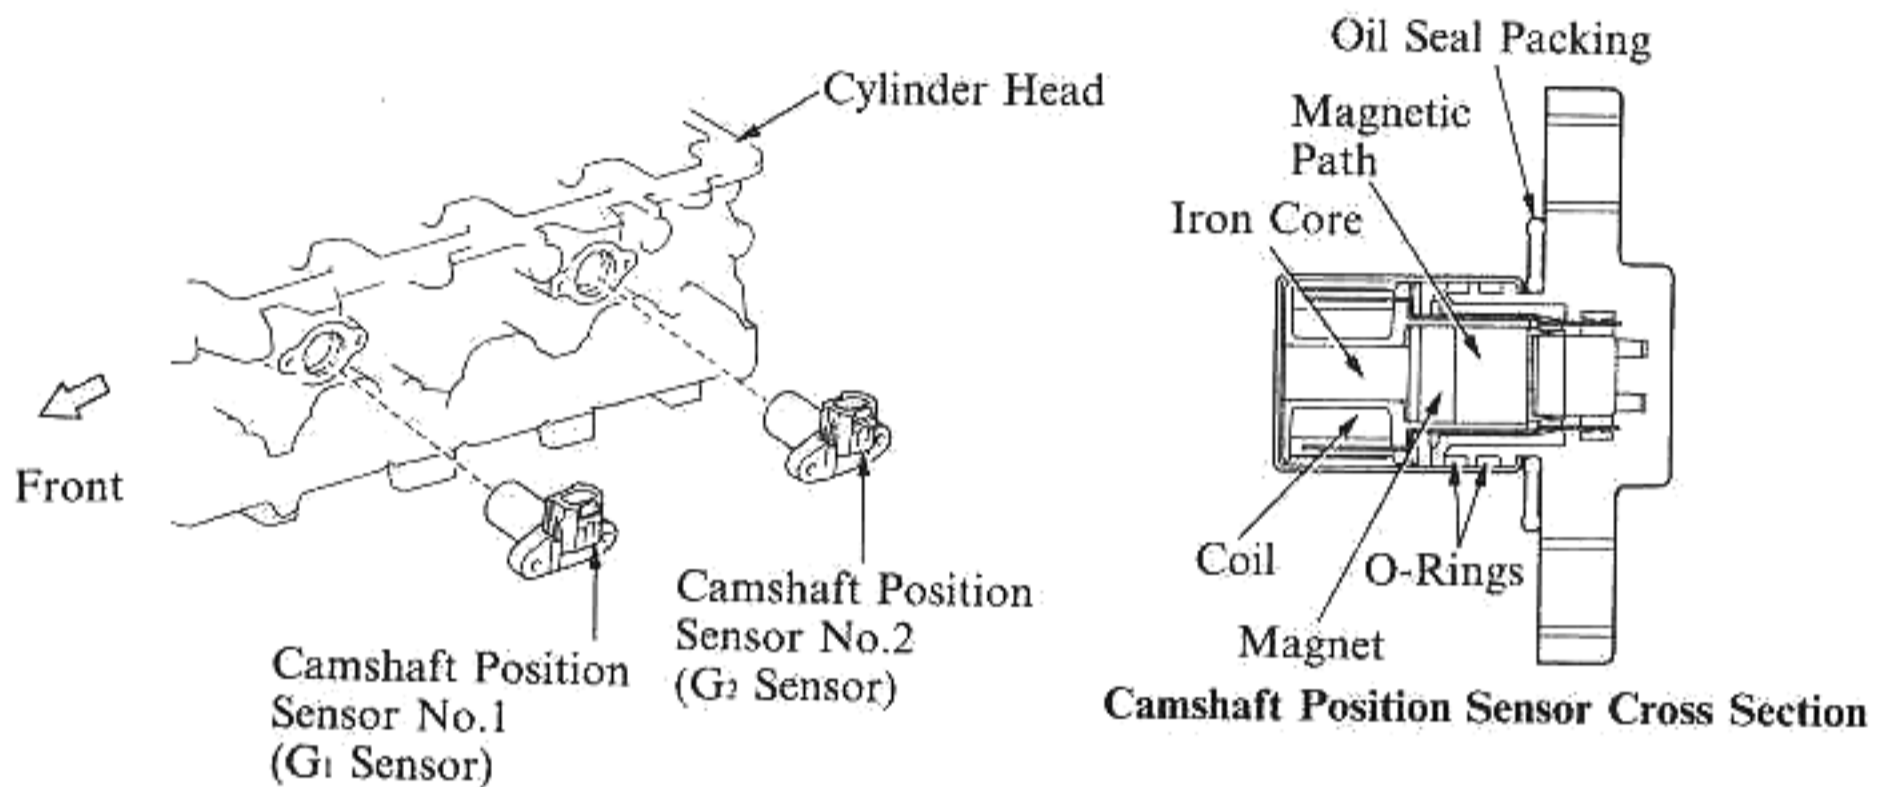 Cylinder Head
Front
Camshaft Position
Sensor No.1
(G1 Sensor)
Camshaft Position
Sensor No.2
(G2 Sensor)
Oil Seal Packing
Magnetic
Path
Iron Core
Coil
O-Rings
Magnet
Camshaft Position Sensor Cross Section